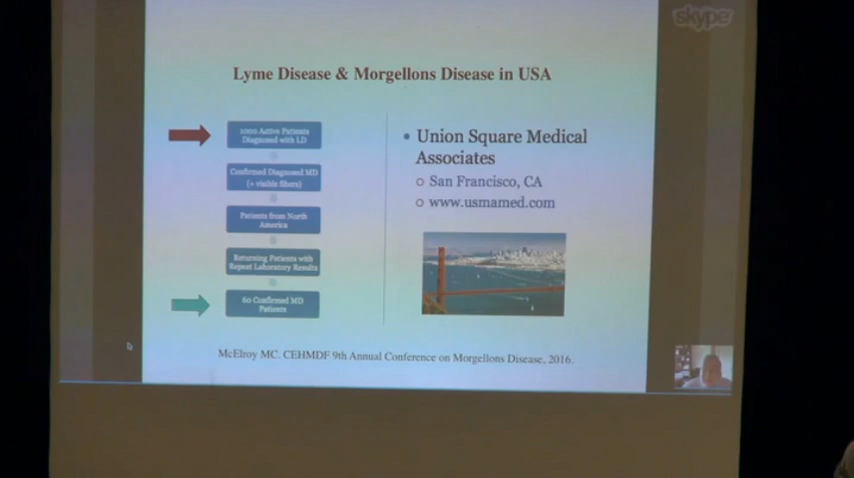 skype
Lyme Disease & Morgellons Disease in USA
1000 Active Patients
Diagnosed with LD
Confirmed Diagnosed MD
(+ visible fibers)
Patients from North
America
Returning Patients with
Repeat Laboratory Results
60 Confirmed MD
Patients
• Union Square Medical
Associates
o San Francisco, CA
o www.usmamed.com
McElroy MC. CEHMDF 9th Annual Conference on Morgellons Disease, 2016.